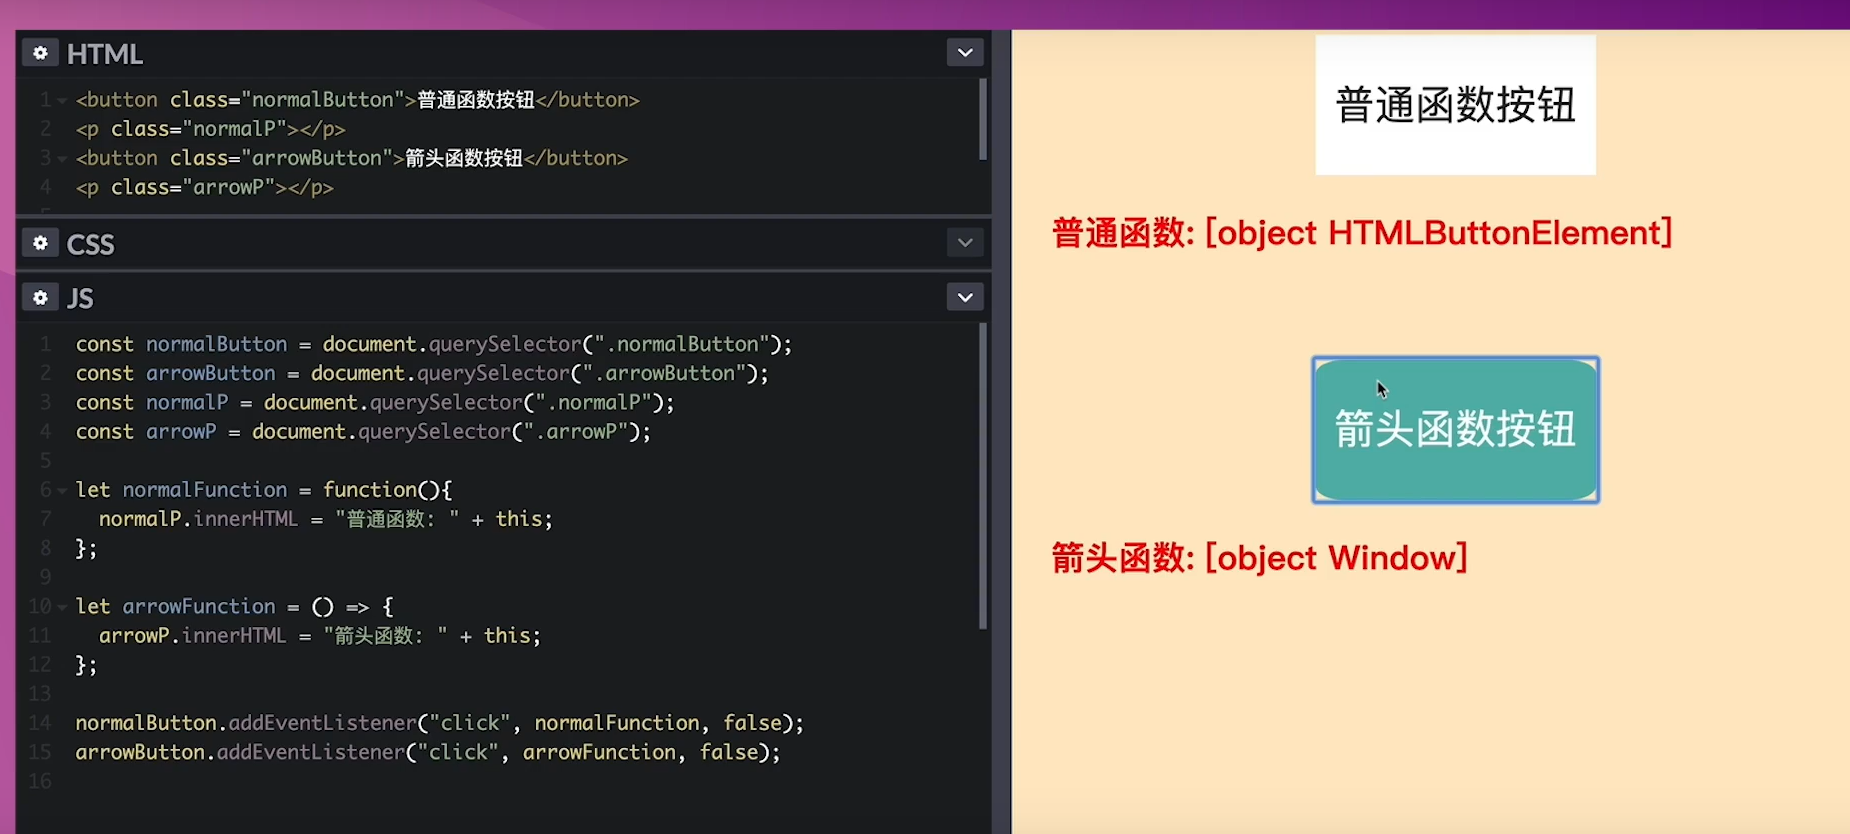 HTML
1 <button class="normalButton">普通函数按钮</button>
2 <p class="normalP"></p>
3 <button class="arrowButton">箭头函数按钮</button>
4 <p class="arrowP"></p>
CSS
JS
1 const normalButton = document.querySelector(".normalButton");
2 const arrowButton = document.querySelector(".arrowButton");
3 const normalP = document.querySelector(".normalP");
4 const arrowP = document.querySelector(".arrowP");
5
6 let normalFunction = function(){
7 normalP.innerHTML = "普通函数: " + this;
8 };
9
10 let arrowFunction = () => {
11 arrowP.innerHTML = "箭头函数: " + this;
12 };
13
14 normalButton.addEventListener("click", normalFunction, false);
15 arrowButton.addEventListener("click", arrowFunction, false);
16
普通函数按钮
普通函数: [object HTMLButtonElement]
箭头函数按钮
箭头函数: [object Window]